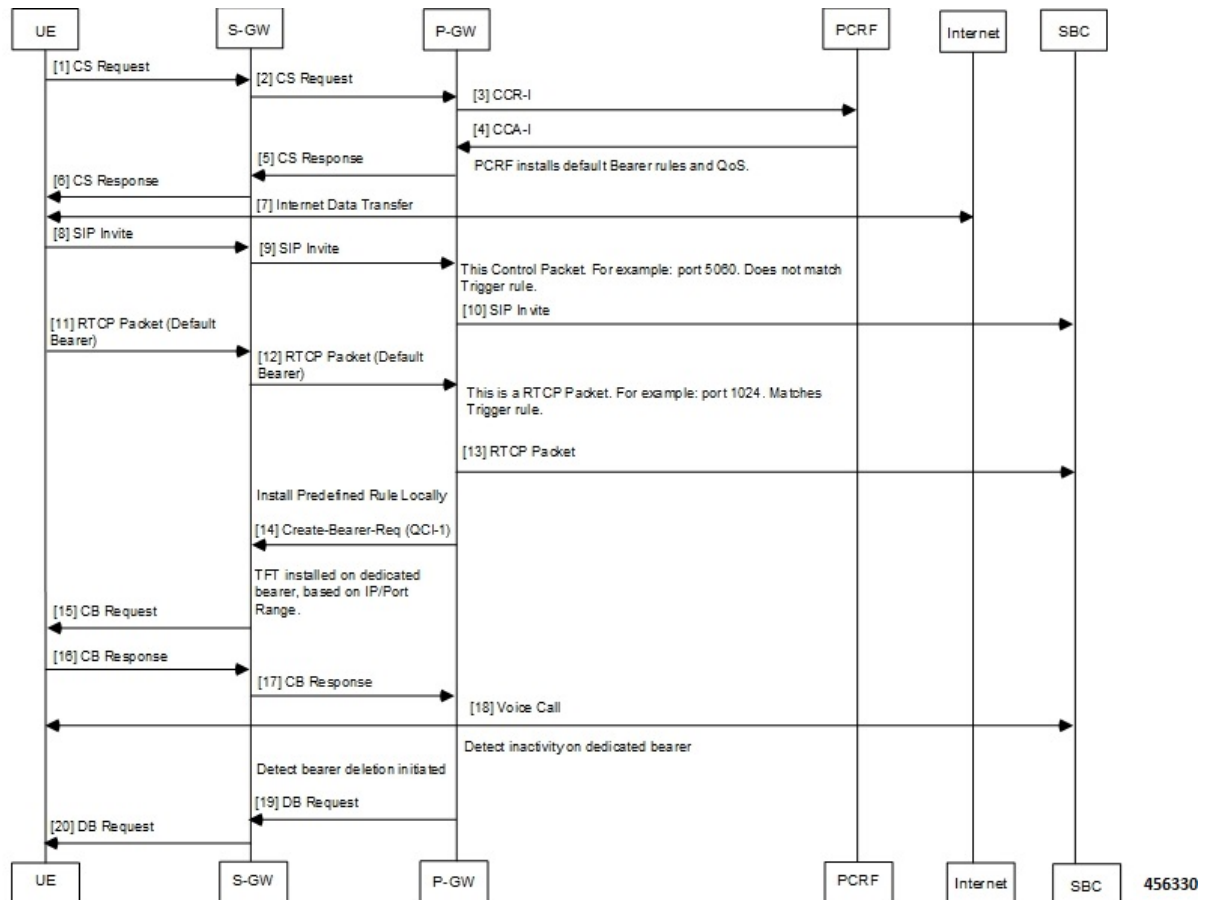 UE
S-GW
P-GW
PCRF
Internet
SBC
[1] CS Request
[2] CS Request
[3] CCR-I
[4] CCA-I
[5] CS Response
PCRF installs default Bearer rules and QoS.
[6] CS Response
[7] Internet Data Transfer
[8] SIP Invite
[9] SIP Invite
This Control Packet. For example: port 5060. Does not match
Trigger rule.
[10] SIP Invite
[11] RTCP Packet (Default
Bearer)
[12] RTCP Packet (Default
Bearer)
This is a RTCP Packet. For example: port 1024. Matches
Trigger rule.
[13] RTCP Packet
Install Predefined Rule Locally
[14] Create-Bearer-Req (QCI-1)
TFT installed on dedicated
bearer, based on IP/Port
Range.
[15] CB Request
[16] CB Response
[17] CB Response
[18] Voice Call
Detect inactivity on dedicated bearer
Detect bearer deletion initiated
[19] DB Request
[20] DB Request
UE
S-GW
P-GW
PCRF
Internet
SBC
456330